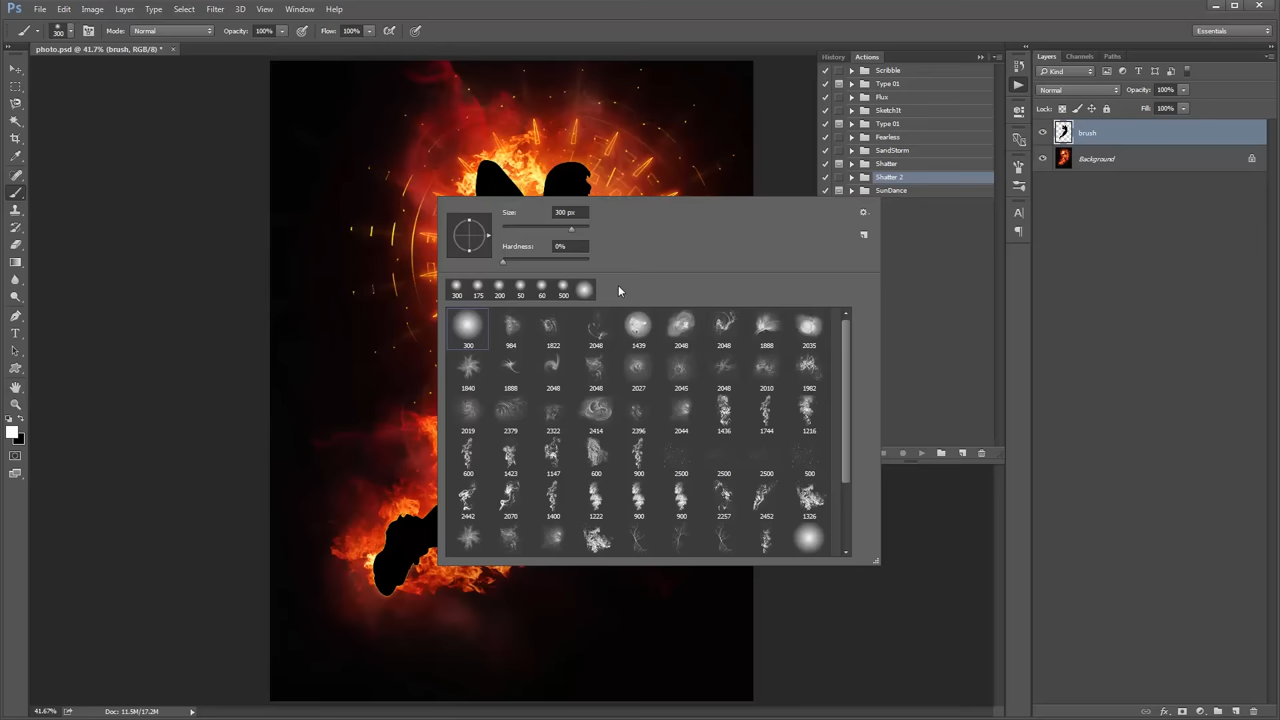 Ps File Edit Image Layer Type Select Filter 3D View Window Help
300 Mode: Normal Opacity: 100% Flow: 100% Essentials
photo.psd @ 41.7% (brush, RGB/8) * ×
History Actions
Scribble
Type 01
Flux
SketchIt
Type 01
Fearless
SandStorm
Shatter
Shatter 2
SunDance
Layers Channels Paths
Kind
Normal Opacity: 100%
Lock: Fill: 100%
brush
Background
Size: 300 px
Hardness: 0%
300 175 200 50 60 500
300 984 1822 2048 1439 2048 2048 1888 2035
1840 1888 2048 2048 2027 2045 2048 2010 1982
2019 2379 2322 2414 2396 2044 1436 1744 1216
600 1423 1147 600 900 2500 2500 2500 500
2442 2070 1400 1222 900 900 2257 2452 1326
41.67% Doc: 11.5M/17.2M